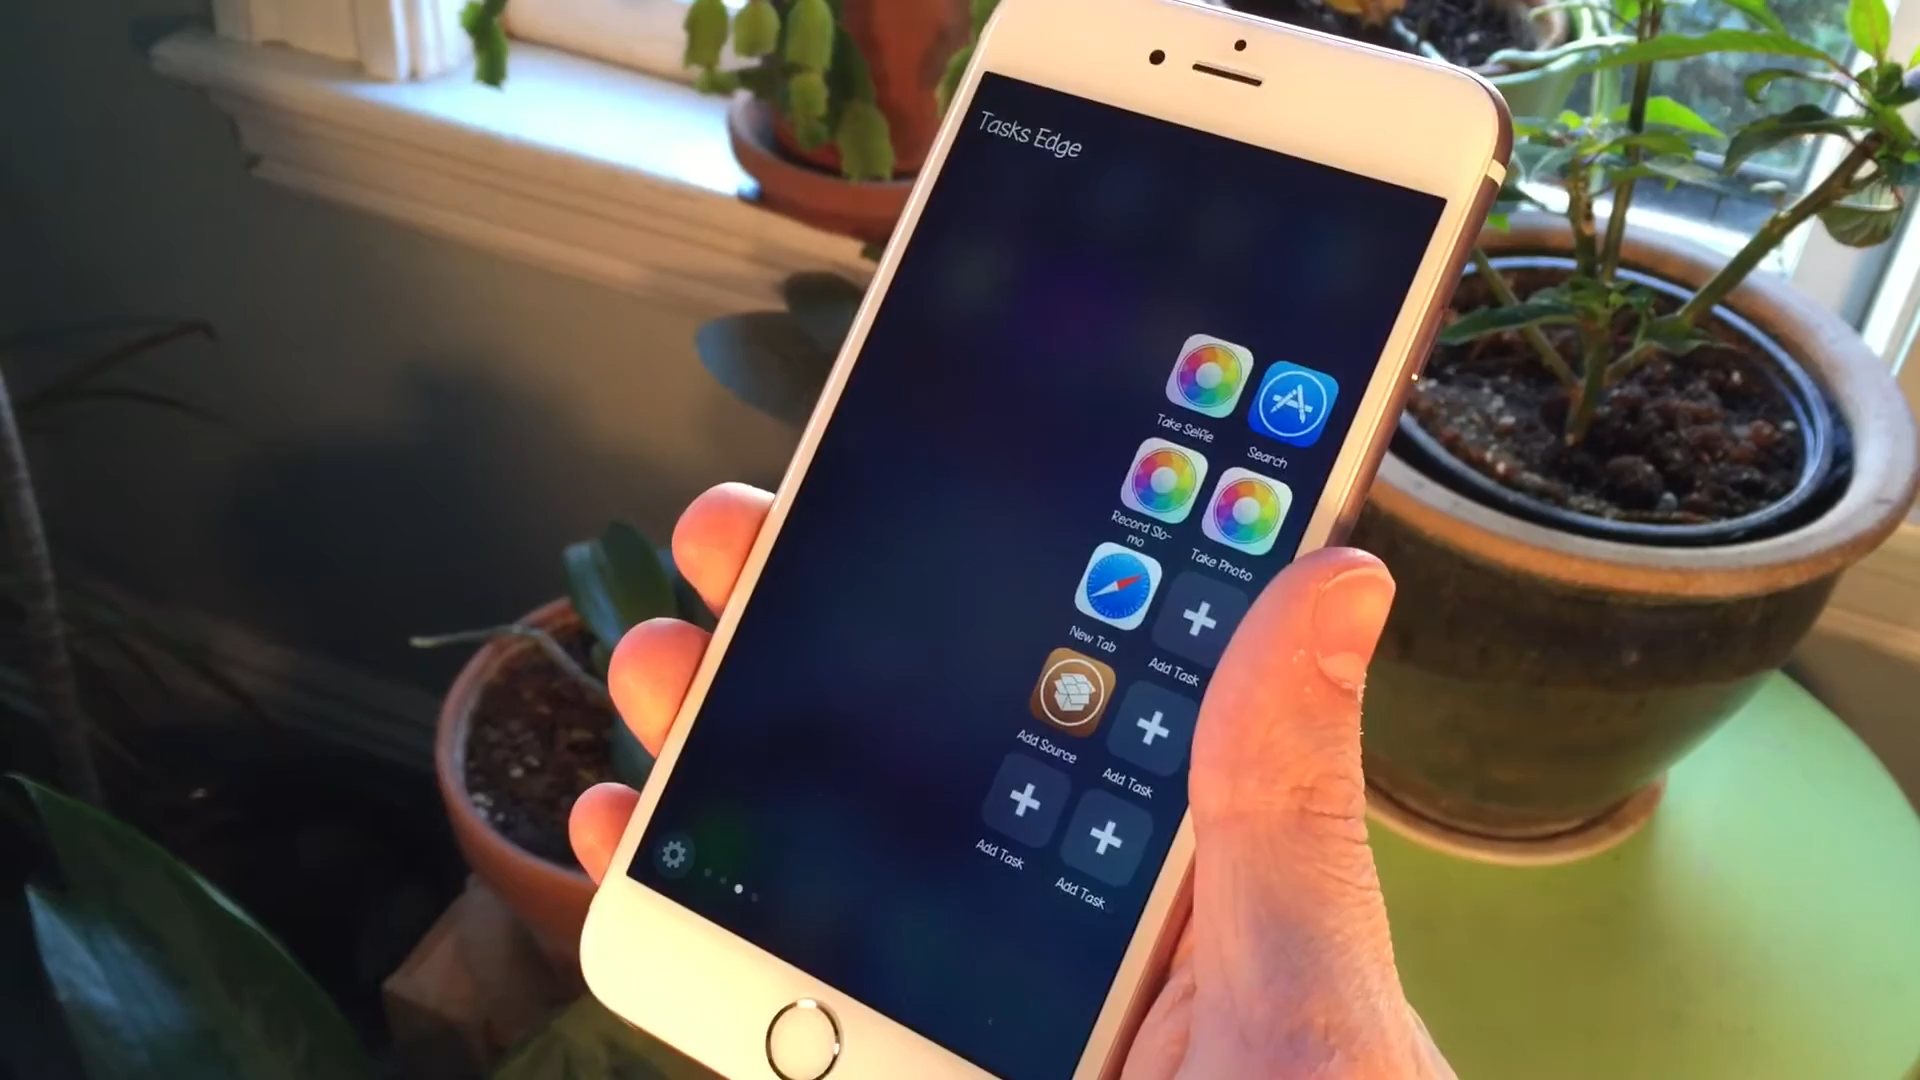 Tasks Edge
Take Selfie
Search
Record Slo-
mo
Take Photo
New Tab
Add Task
Add Source
Add Task
Add Task
Add Task